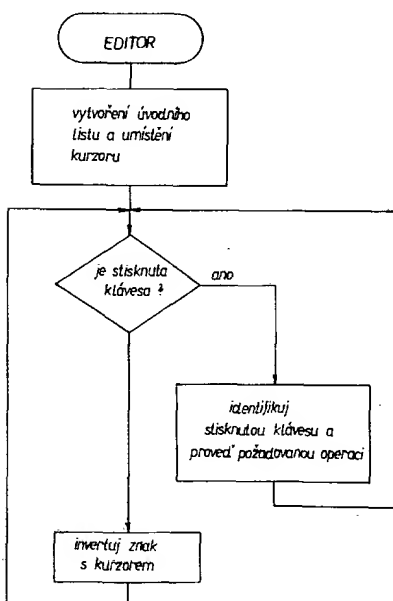 EDITOR
vytvoření úvodního
listu a umístění
kurzoru
je stisknuta
klávesa ?
ano
identifikuj
stisknutou klávesu a
proveď požadovanou operaci
invertuj znak
s kurzorem